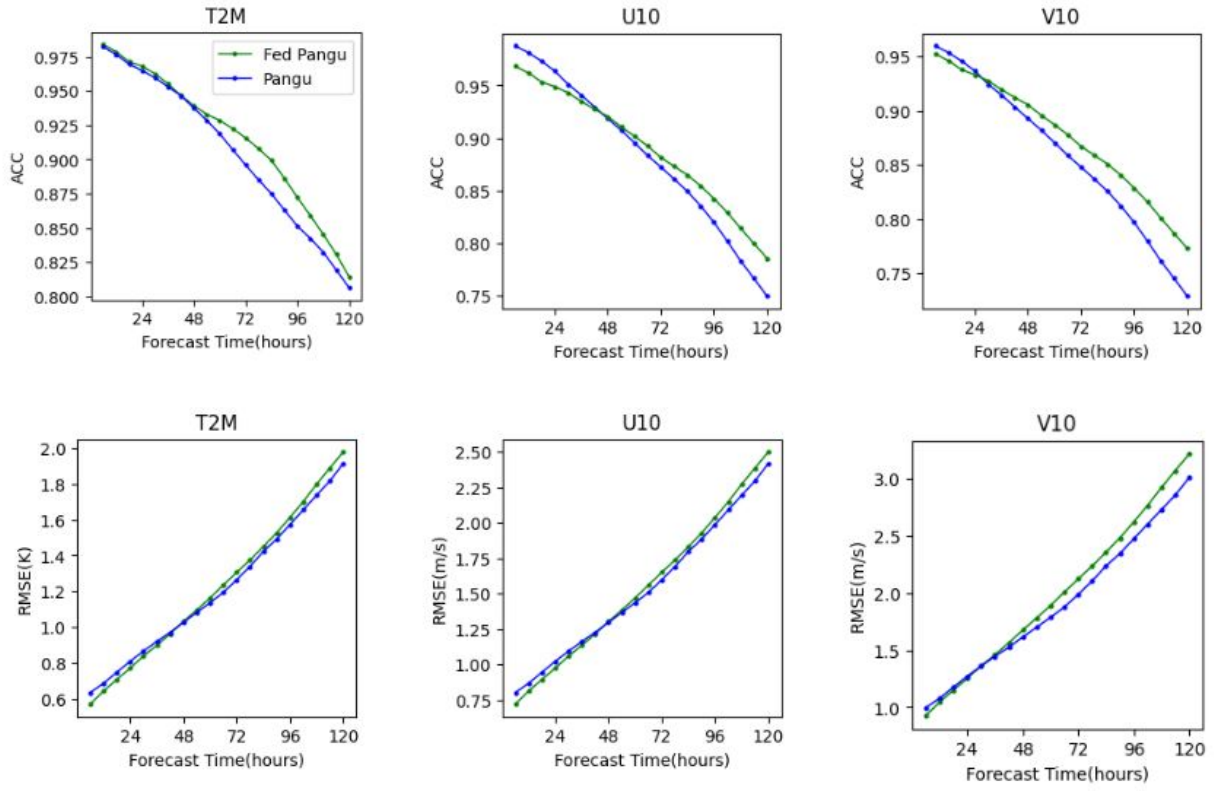 T2M
U10
V10
ACC
0.975
0.950
0.925
0.900
0.875
0.850
0.825
0.800
Fed Pangu
Pangu
24 48 72 96 120
Forecast Time(hours)
ACC
0.95
0.90
0.85
0.80
0.75
24 48 72 96 120
Forecast Time(hours)
ACC
0.95
0.90
0.85
0.80
0.75
24 48 72 96 120
Forecast Time(hours)
T2M
U10
V10
RMSE(K)
2.0
1.8
1.6
1.4
1.2
1.0
0.8
0.6
24 48 72 96 120
Forecast Time(hours)
RMSE(m/s)
2.50
2.25
2.00
1.75
1.50
1.25
1.00
0.75
24 48 72 96 120
Forecast Time(hours)
RMSE(m/s)
3.0
2.5
2.0
1.5
1.0
24 48 72 96 120
Forecast Time(hours)